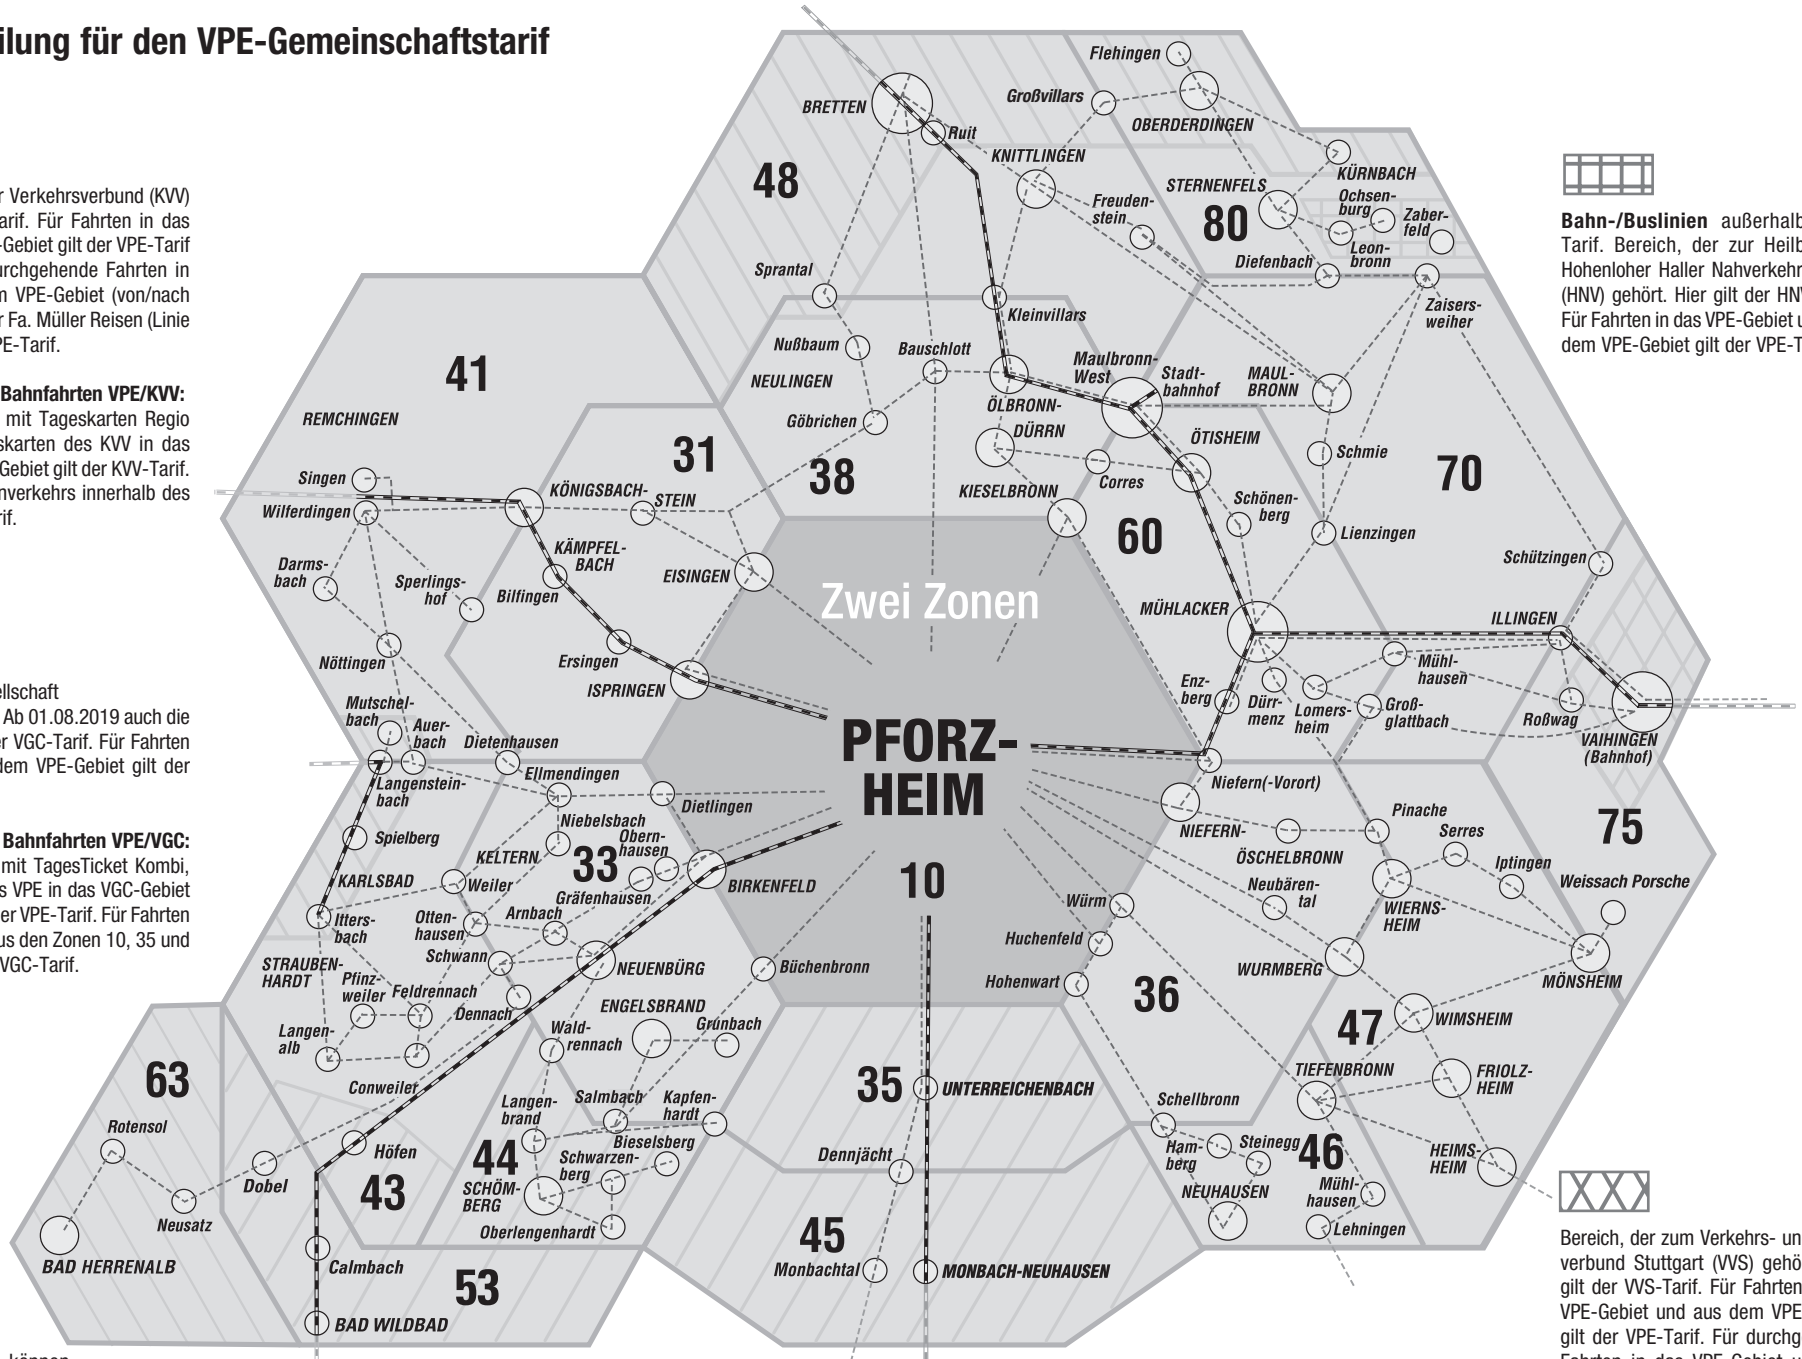 ilung für den VPE-Gemeinschaftstarif
r Verkehrsverbund (KVV)
arif. Für Fahrten in das
-Gebiet gilt der VPE-Tarif
urchgehende Fahrten in
m VPE-Gebiet (von/nach
r Fa. Müller Reisen (Linie
PE-Tarif.
Bahnfahrten VPE/KVV:
mit Tageskarten Regio
skarten des KVV in das
Gebiet gilt der KVV-Tarif.
nverkehrs innerhalb des
rif.
ellschaft
Ab 01.08.2019 auch die
er VGC-Tarif. Für Fahrten
dem VPE-Gebiet gilt der
Bahnfahrten VPE/VGC:
mit TagesTicket Kombi,
s VPE in das VGC-Gebiet
er VPE-Tarif. Für Fahrten
us den Zonen 10, 35 und
VGC-Tarif.
können
Flehingen
Großvillars
BRETTEN
OBERDERDINGEN
Ruit
KNITTLINGEN
48
STERNENFELS
KÜRNBACH
Ochsen-
burg
Zaber-
feld
Freuden-
stein
80
Leon-
bronn
Diefenbach
Sprantal
Zaisers-
weiher
Kleinvillars
Nußbaum
Bauschlott
Maulbronn-
West
Stadt-
bahnhof
MAUL-
BRONN
NEULINGEN
41
Göbrichen
ÖLBRONN-
DÜRRN
ÖTISHEIM
REMCHINGEN
31
38
Schmie
70
Corres
Singen
KÖNIGSBACH-
STEIN
KIESELBRONN
Schönen-
berg
Wilferdingen
60
Lienzingen
KÄMPFEL-
BACH
Schützingen
Darms-
bach
Sperlings-
hof
Bilfingen
EISINGEN
Zwei Zonen
MÜHLACKER
ILLINGEN
Nöttingen
Ersingen
ISPRINGEN
Mühl-
hausen
Enz-
berg
Dürr-
menz
Lomers-
heim
Groß-
glattbach
Roßwag
Mutschel-
bach
Auer-
bach
Dietenhausen
PFORZ-
HEIM
VAIHINGEN
(Bahnhof)
Ellmendingen
Langenstein-
bach
Dietlingen
Niefern(-Vorort)
Niebelsbach
Pinache
75
Spielberg
Obern-
hausen
NIEFERN-
ÖSCHELBRONN
Serres
KELTERN
33
Iptingen
KARLSBAD
Weiler
BIRKENFELD
10
Weissach Porsche
Gräfenhausen
Neubären-
tal
Würm
Arnbach
WIERNS-
HEIM
Itters-
bach
Otten-
hausen
Huchenfeld
Schwann
STRAUBEN-
HARDT
NEUENBÜRG
Büchenbronn
WURMBERG
Hohenwart
MÖNSHEIM
Pfinz-
weiler
Feldrennach
36
ENGELSBRAND
Dennach
Grunbach
WIMSHEIM
Langen-
alb
Wald-
rennach
47
63
TIEFENBRONN
FRIOLZ-
HEIM
Conweiler
35
UNTERREICHENBACH
Langen-
brand
Salmbach
Kapfen-
hardt
Schellbronn
Rotensol
Bieselsberg
Steinegg
Höfen
44
Dennjächt
Ham-
berg
46
HEIMS-
HEIM
Dobel
43
Schwarzen-
berg
SCHÖM-
BERG
NEUHAUSEN
Mühl-
hausen
Neusatz
Oberlengenhardt
45
Lehningen
BAD HERRENALB
Calmbach
Monbachtal
MONBACH-NEUHAUSEN
53
BAD WILDBAD
Bahn-/Buslinien außerhalb
Tarif. Bereich, der zur Heilb
Hohenloher Haller Nahverkehr
(HNV) gehört. Hier gilt der HNV
Für Fahrten in das VPE-Gebiet u
dem VPE-Gebiet gilt der VPE-T
Bereich, der zum Verkehrs- un
verbund Stuttgart (VVS) gehö
gilt der VVS-Tarif. Für Fahrten
VPE-Gebiet und aus dem VPE
gilt der VPE-Tarif. Für durchg
Fahrten in das VPE-Gebiet u